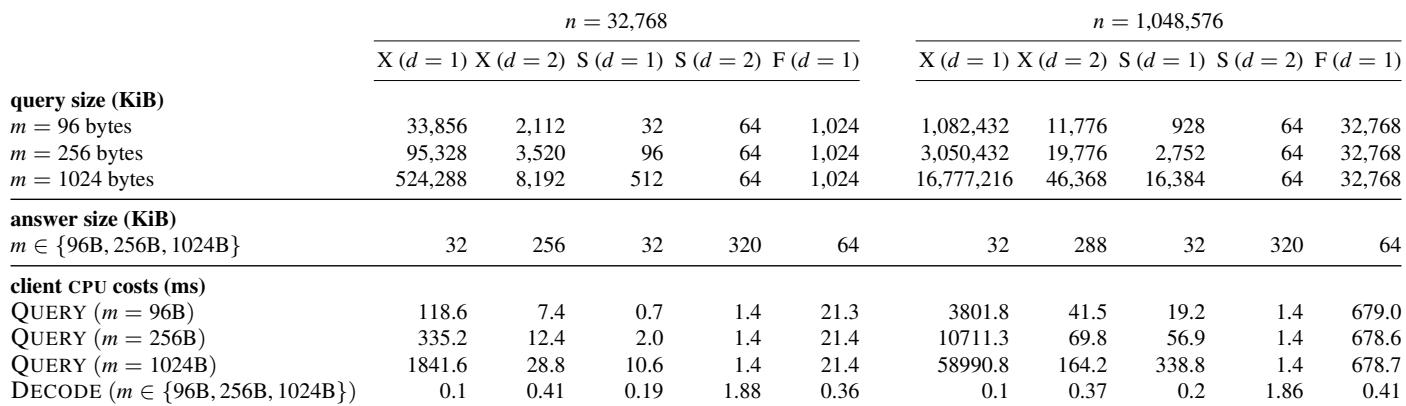 n = 32,768 n = 1,048,576
X (d = 1) X (d = 2) S (d = 1) S (d = 2) F (d = 1) X (d = 1) X (d = 2) S (d = 1) S (d = 2) F (d = 1)
query size (KiB)
m = 96 bytes 33,856 2,112 32 64 1,024 1,082,432 11,776 928 64 32,768
m = 256 bytes 95,328 3,520 96 64 1,024 3,050,432 19,776 2,752 64 32,768
m = 1024 bytes 524,288 8,192 512 64 1,024 16,777,216 46,368 16,384 64 32,768
answer size (KiB)
m ∈ {96B, 256B, 1024B} 32 256 32 320 64 32 288 32 320 64
client CPU costs (ms)
QUERY (m = 96B) 118.6 7.4 0.7 1.4 21.3 3801.8 41.5 19.2 1.4 679.0
QUERY (m = 256B) 335.2 12.4 2.0 1.4 21.4 10711.3 69.8 56.9 1.4 678.6
QUERY (m = 1024B) 1841.6 28.8 10.6 1.4 21.4 58990.8 164.2 338.8 1.4 678.7
DECODE (m ∈ {96B, 256B, 1024B}) 0.1 0.41 0.19 1.88 0.36 0.1 0.37 0.2 1.86 0.41